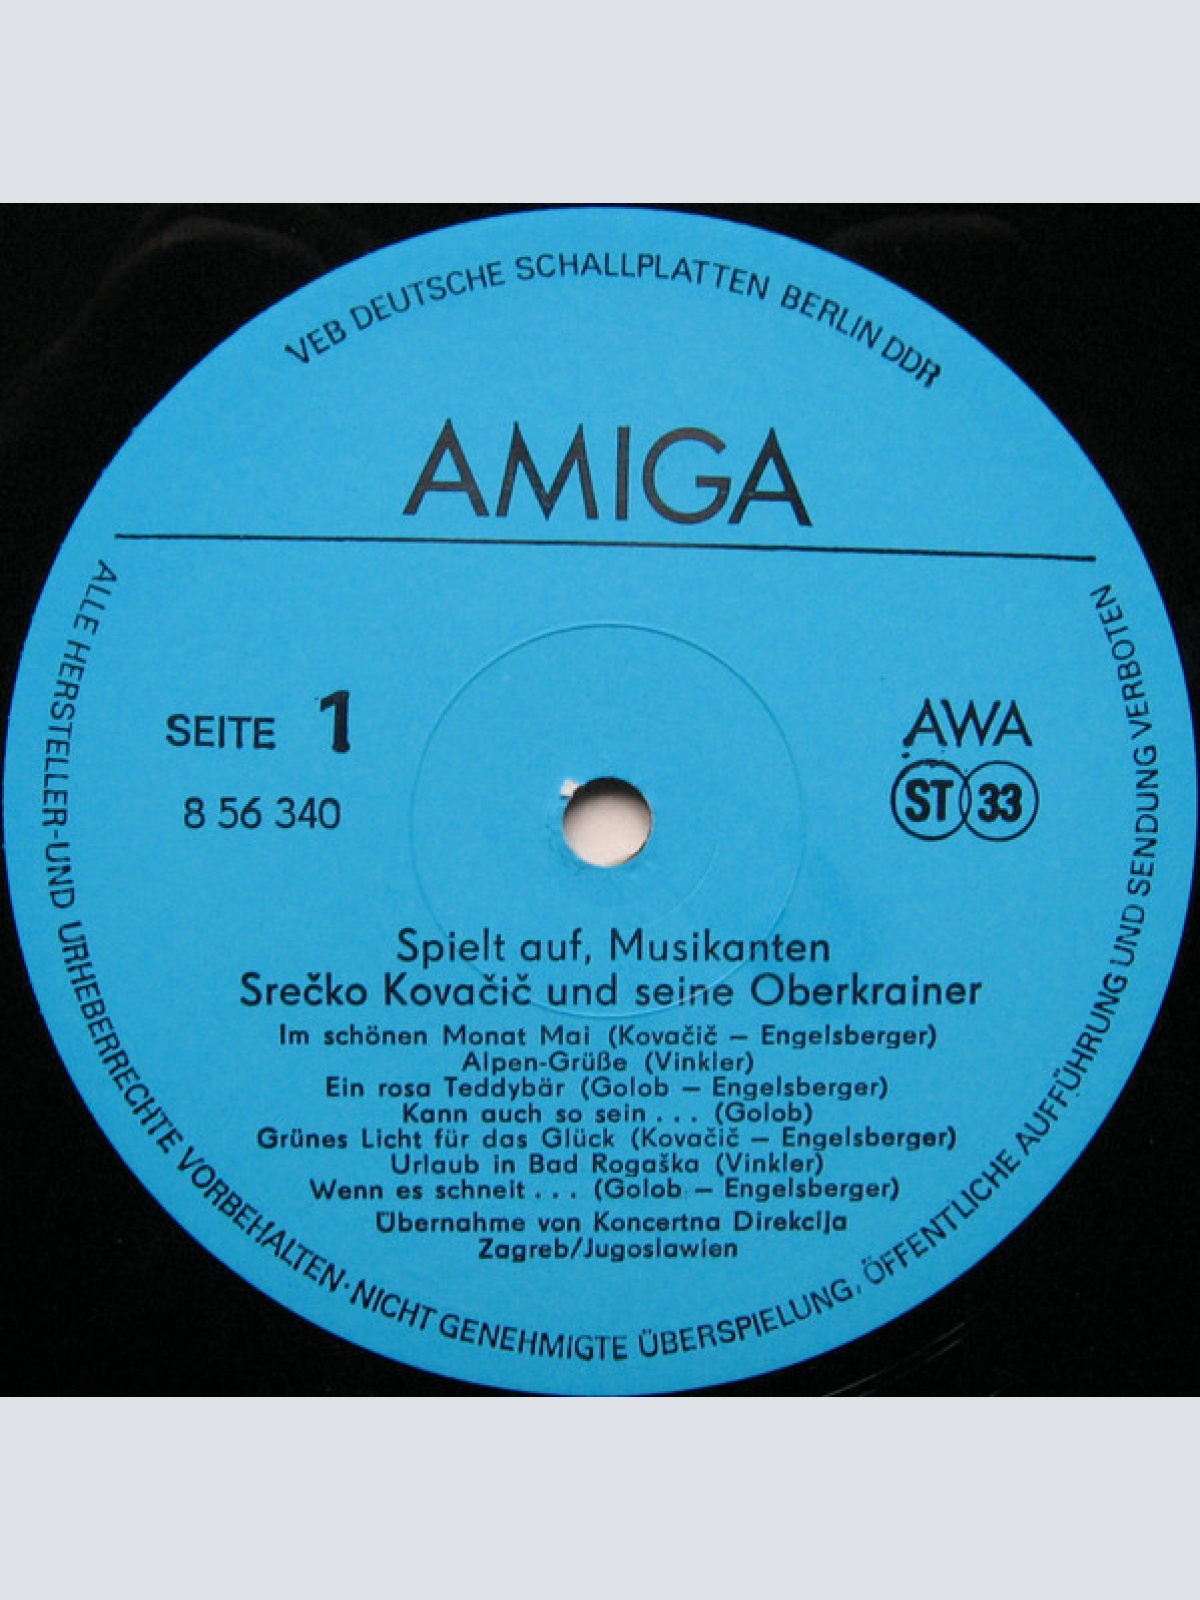 VEB DEUTSCHE SCHALLPLATTEN BERLIN DDR
AMIGA
SEITE 1
8 56 340
AWA
ST 33
Spielt auf, Musikanten
Srečko Kovačič und seine Oberkrainer
Im schönen Monat Mai (Kovačič – Engelsberger)
Alpen-Grüße (Vinkler)
Ein rosa Teddybär (Golob – Engelsberger)
Kann auch so sein . . . (Golob)
Grünes Licht für das Glück (Kovačič – Engelsberger)
Urlaub in Bad Rogaška (Vinkler)
Wenn es schneit . . . (Golob – Engelsberger)
Übernahme von Koncertna Direkcija
Zagreb/Jugoslawien
ALLE HERSTELLER-UND URHEBERRECHTE VORBEHALTEN·NICHT GENEHMIGTE ÜBERSPIELUNG, ÖFFENTLICHE AUFFÜHRUNG UND SENDUNG VERBOTEN